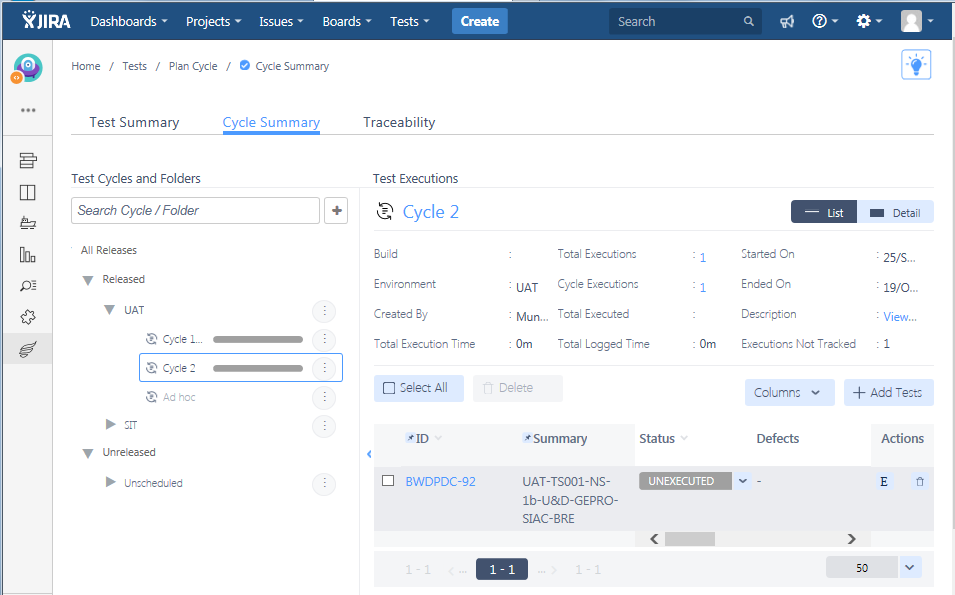 JIRA Dashboards Projects Issues Boards Tests Create Search
Home / Tests / Plan Cycle / Cycle Summary
Test Summary Cycle Summary Traceability
Test Cycles and Folders
Search Cycle / Folder
All Releases
Released
UAT
Cycle 1...
Cycle 2
Ad hoc
SIT
Unreleased
Unscheduled
Test Executions
Cycle 2 List Detail
Build : Total Executions : 1 Started On : 25/S...
Environment : UAT Cycle Executions : 1 Ended On : 19/O...
Created By : Mun... Total Executed : Description : View...
Total Execution Time : 0m Total Logged Time : 0m Executions Not Tracked : 1
Select All Delete Columns + Add Tests
ID Summary Status Defects Actions
BWDPDC-92 UAT-TS001-NS- UNEXECUTED - E
1b-U&D-GEPRO-
SIAC-BRE
1 - 1 < ... 1 - 1 ... > 1 - 1 50